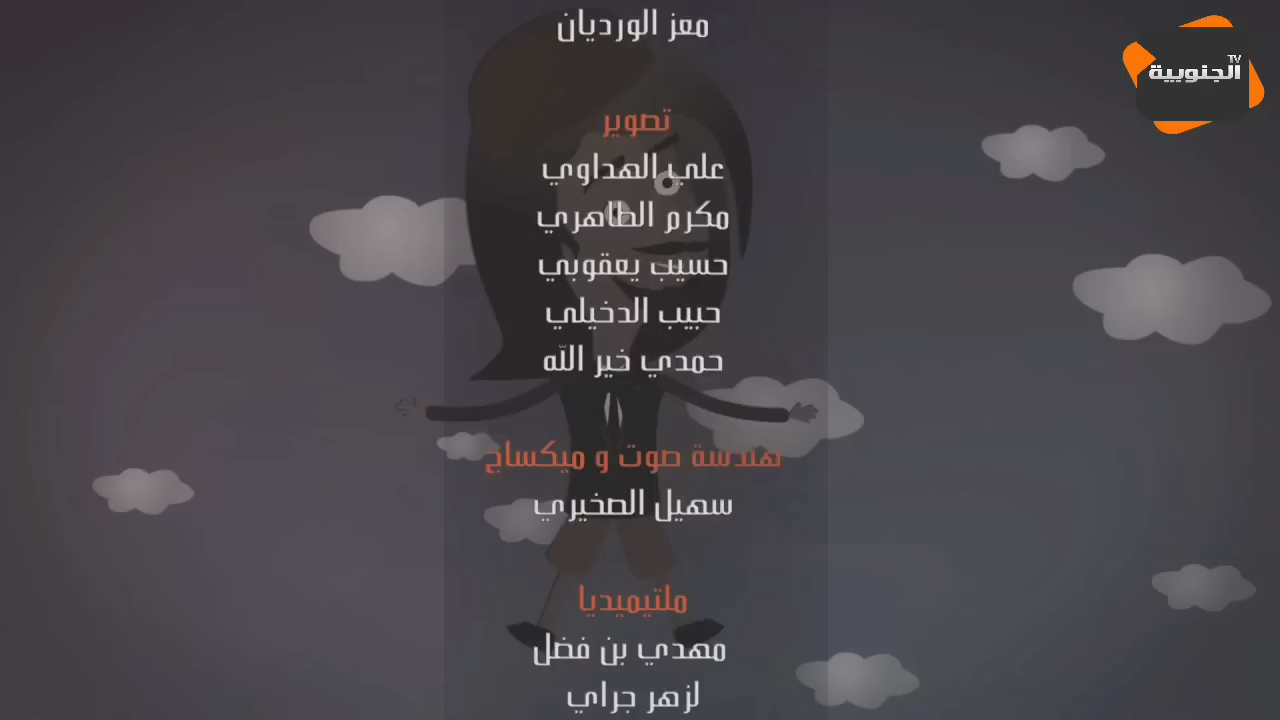 معز الورديان
الجنوبية TV
تصوير
علي الهداوي
مكرم الطاهري
حسيب يعقوبي
حبيب الدخيلي
حمدي خير الله
هندسة صوت و ميكساج
سهيل الصخيري
ملتيميديا
مهدي بن فضل
لزهر جراي